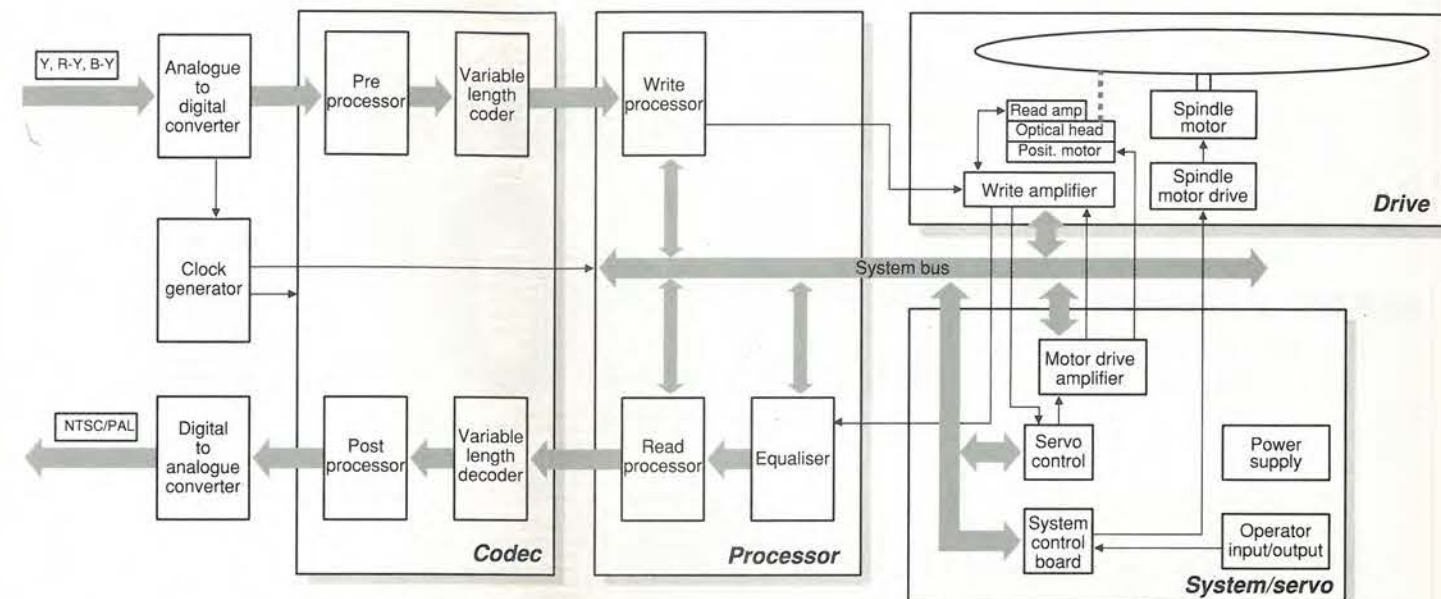 Y, R-Y, B-Y
Analogue
to
digital
converter
Pre
processor
Variable
length
coder
Write
processor
Read amp
Optical head
Posit. motor
Write amplifier
Spindle
motor
Spindle
motor drive
Drive
Clock
generator
System bus
NTSC/PAL
Digital
to
analogue
converter
Post
processor
Variable
length
decoder
Codec
Read
processor
Equaliser
Processor
Motor drive
amplifier
Servo
control
Power
supply
System
control
board
Operator
input/output
System/servo